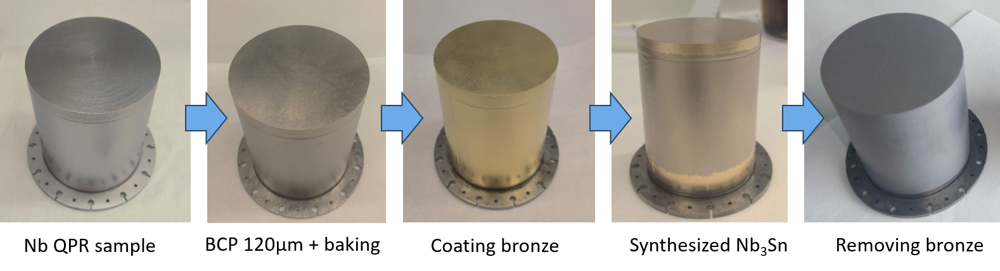 Nb QPR sample
BCP 120μm + baking
Coating bronze
Synthesized Nb₃Sn
Removing bronze